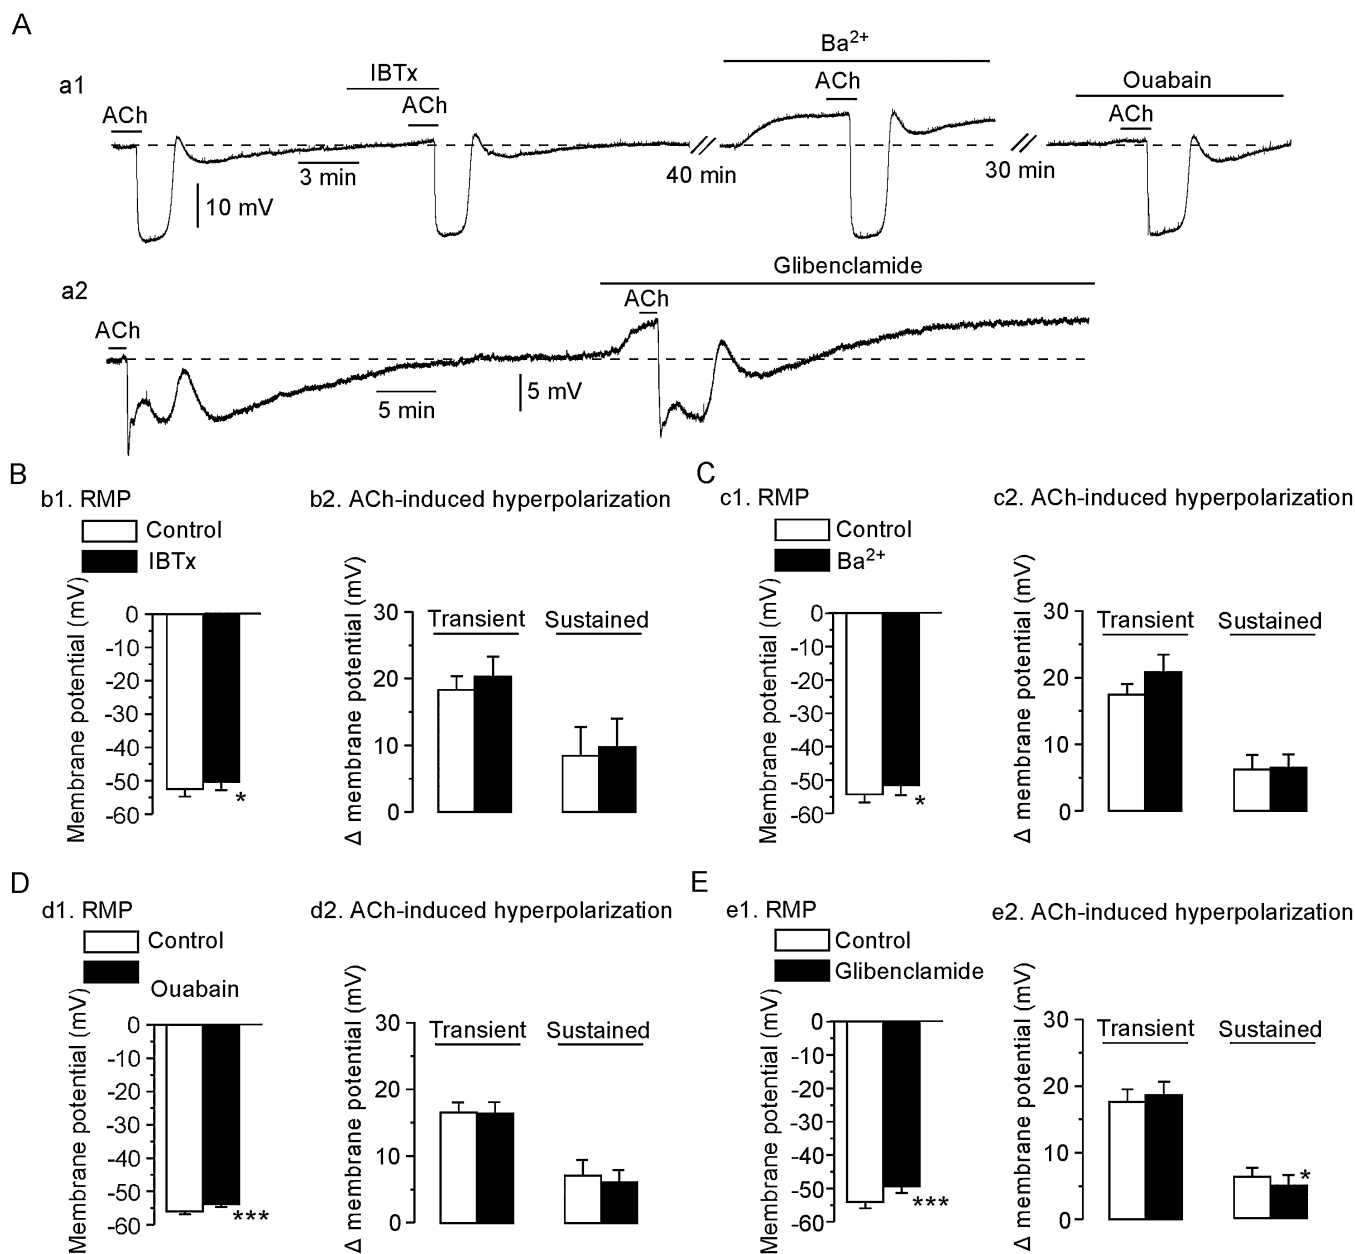 A
a1
ACh
IBTx
ACh
Ba2+
ACh
Ouabain
ACh
3 min
10 mV
40 min
30 min
a2
ACh
Glibenclamide
ACh
5 min
5 mV
B
b1. RMP
Control
IBTx
Membrane potential (mV)
0
-10
-20
-30
-40
-50
-60
*
b2. ACh-induced hyperpolarization
Δ membrane potential (mV)
30
20
10
0
Transient
Sustained
C
c1. RMP
Control
Ba2+
Membrane potential (mV)
0
-10
-20
-30
-40
-50
-60
*
c2. ACh-induced hyperpolarization
Δ membrane potential (mV)
30
20
10
0
Transient
Sustained
D
d1. RMP
Control
Ouabain
Membrane potential (mV)
0
-10
-20
-30
-40
-50
-60
***
d2. ACh-induced hyperpolarization
Δ membrane potential (mV)
30
20
10
0
Transient
Sustained
E
e1. RMP
Control
Glibenclamide
Membrane potential (mV)
0
-10
-20
-30
-40
-50
-60
***
e2. ACh-induced hyperpolarization
Δ membrane potential (mV)
30
20
10
0
Transient
Sustained
*